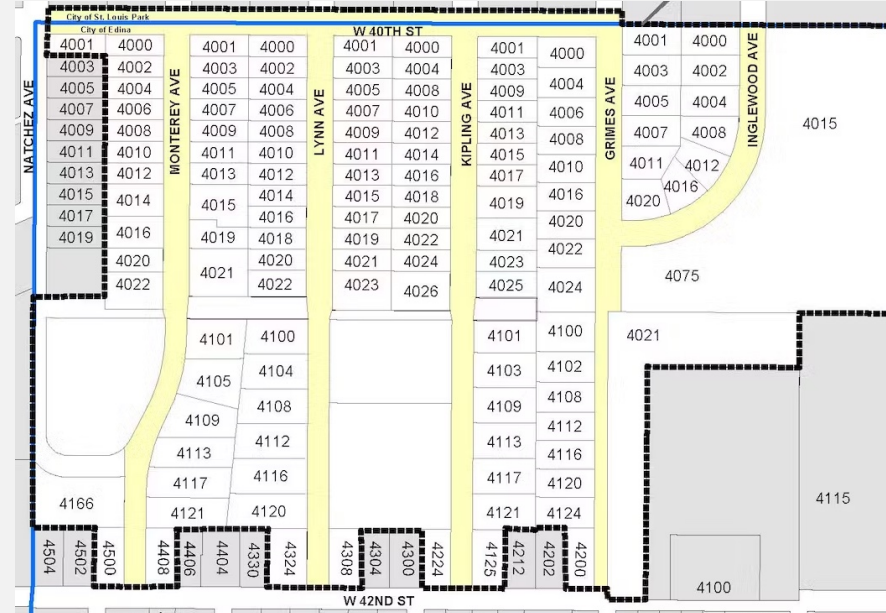 City of St. Louis Park
City of Edina
W 40TH ST
NATCHEZ AVE
MONTEREY AVE
LYNN AVE
KIPLING AVE
GRIMES AVE
INGLEWOOD AVE
4001 4000 4001 4000 4001 4000 4001 4000 4001 4000
4003 4002 4003 4002 4003 4004 4003 4004 4003 4002
4005 4004 4005 4004 4005 4008 4009 4006 4005 4004
4007 4006 4007 4006 4007 4010 4011 4008 4007 4008
4009 4008 4009 4008 4009 4012 4013 4010 4011 4012
4011 4010 4011 4010 4011 4014 4015 4016 4020 4016
4013 4012 4013 4012 4013 4016 4017 4020
4015 4014 4015 4014 4015 4018 4019 4022
4017 4016 4019 4016 4017 4020 4021 4024
4019 4020 4021 4018 4019 4022 4023
4022 4020 4021 4024 4025
4022 4023 4026
4015
4075
4021
4101 4100 4101 4100
4105 4104 4103 4102
4109 4108 4109 4108
4113 4112 4113 4112
4117 4116 4117 4116
4121 4120 4121 4120
4124
4166
4115
4100
4504 4502 4500 4408 4406 4404 4330 4324 4308 4304 4300 4224 4125 4212 4202 4200
W 42ND ST